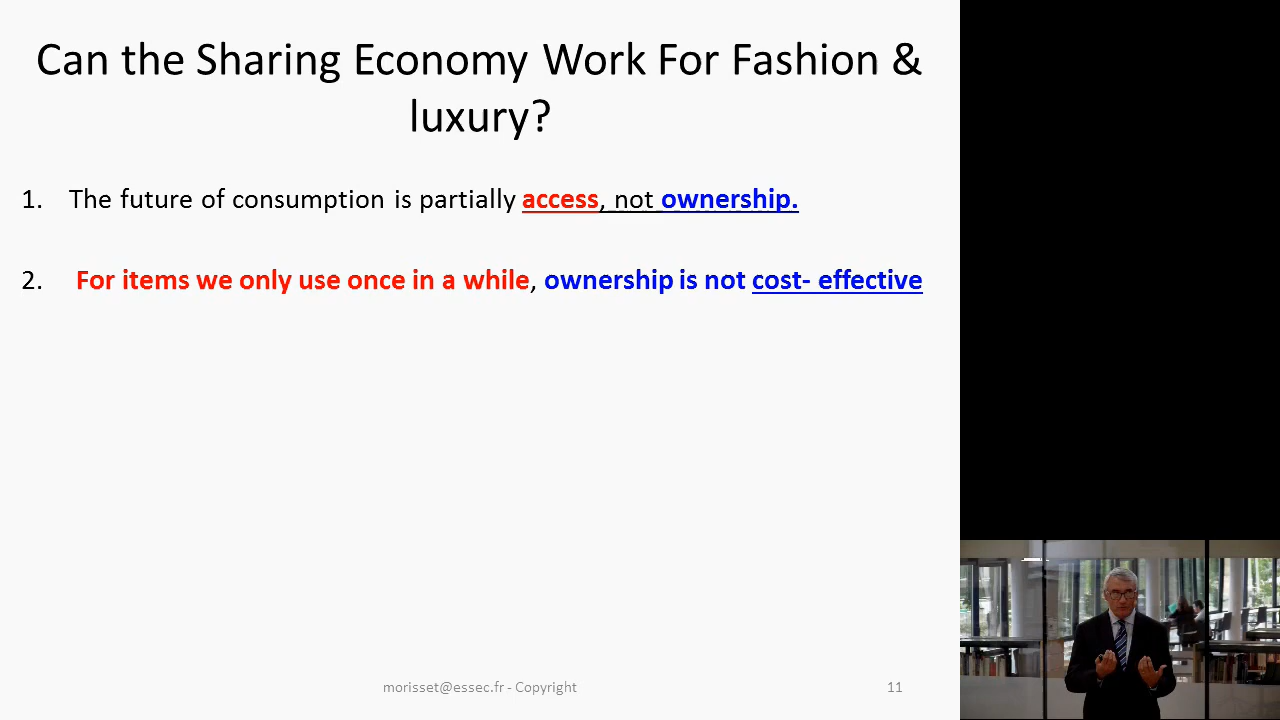 Can the Sharing Economy Work For Fashion &
luxury?
1. The future of consumption is partially access, not ownership.
2. For items we only use once in a while, ownership is not cost- effective
morisset@essec.fr - Copyright
11